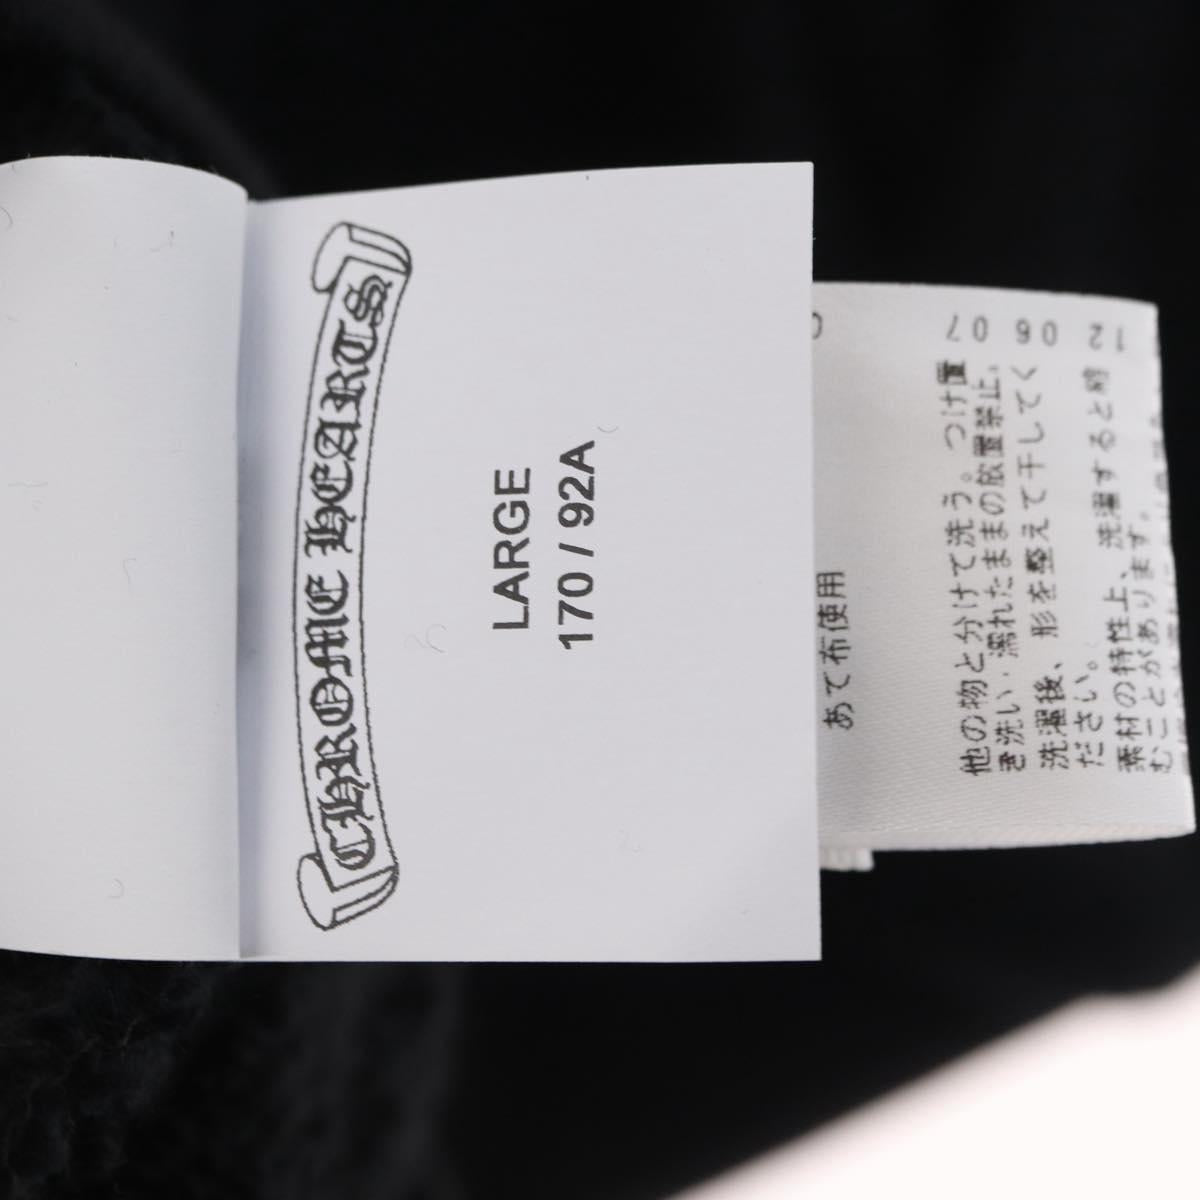 CHROME HEARTS
LARGE
170 / 92A
あて布使用
他の物と分けて洗う。つけ置
き洗い・濡れたままの放置禁止。
洗濯後、形を整えて干してく
ださい。
素材の特性上、洗濯すると縮
むことがあります。
07
06
12